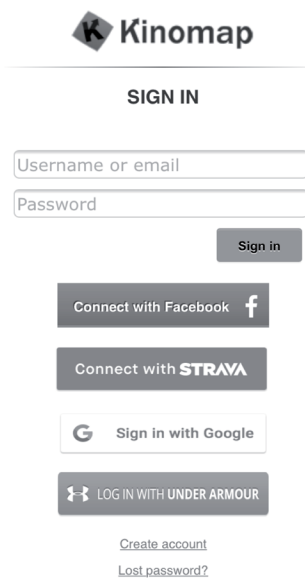 Kinomap
SIGN IN
Username or email
Password
Sign in
Connect with Facebook
Connect with STRAVA
Sign in with Google
LOG IN WITH UNDER ARMOUR
Create account
Lost password?